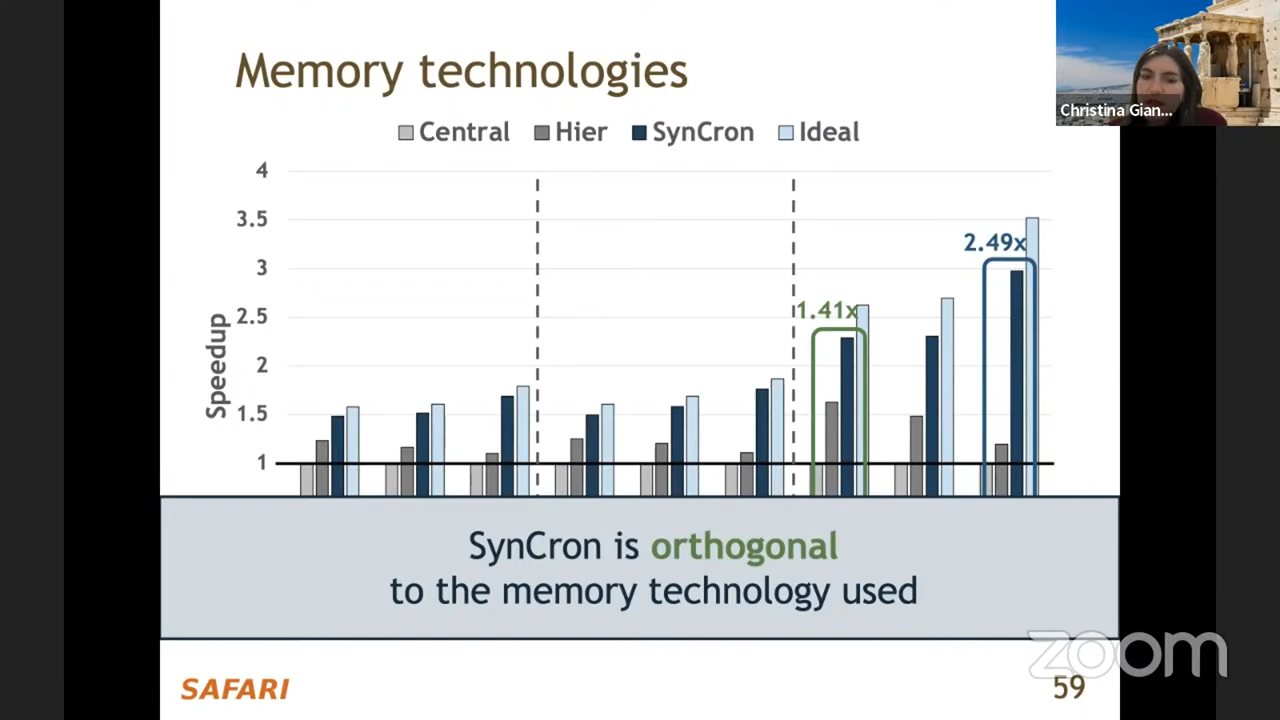 Memory technologies
Christina Gian...
Central Hier SynCron Ideal
4
3.5
3
2.5
2
1.5
1
Speedup
1.41x
2.49x
SynCron is orthogonal
to the memory technology used
SAFARI
59
zoom